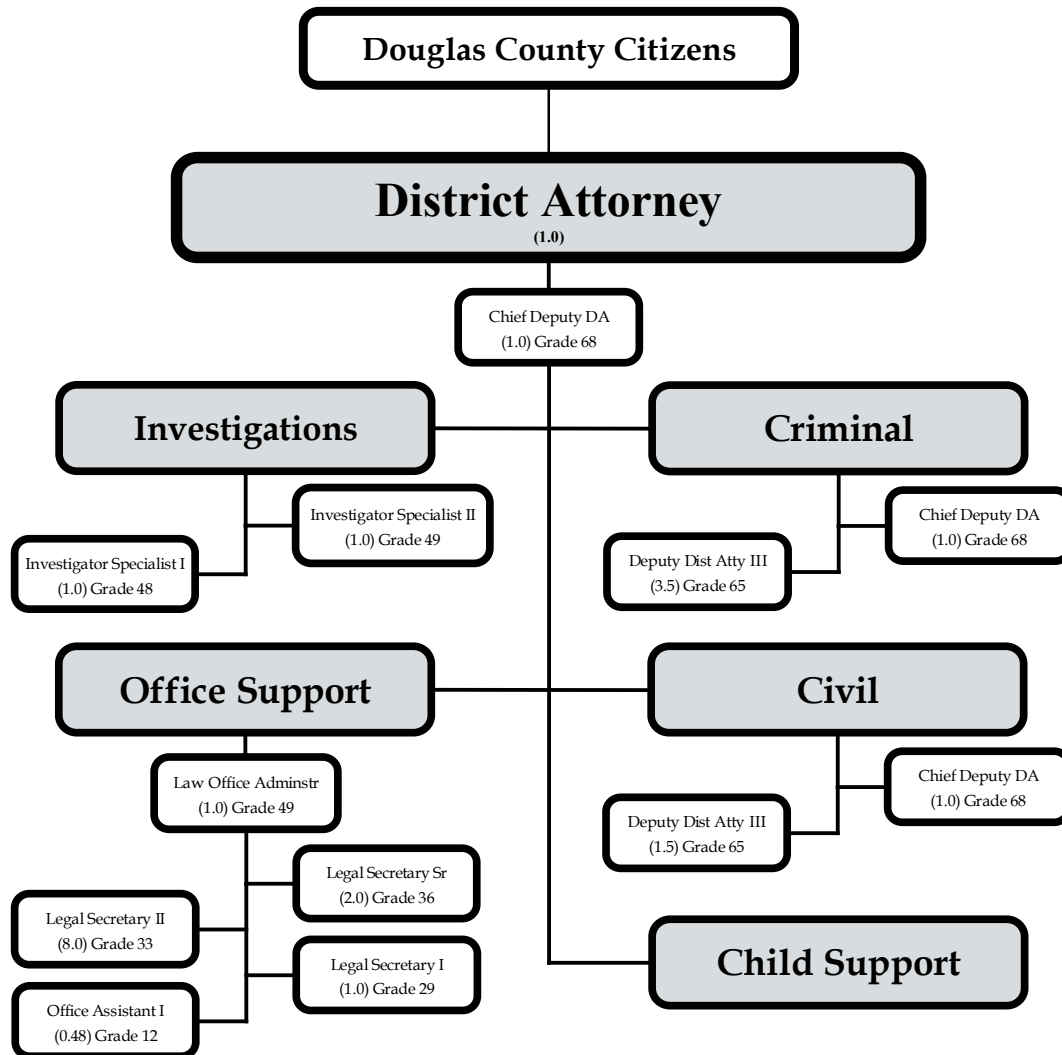 Douglas County Citizens
District Attorney
(1.0)
Chief Deputy DA
(1.0) Grade 68
Investigations
Investigator Specialist II
(1.0) Grade 49
Investigator Specialist I
(1.0) Grade 48
Criminal
Chief Deputy DA
(1.0) Grade 68
Deputy Dist Atty III
(3.5) Grade 65
Office Support
Law Office Adminstr
(1.0) Grade 49
Legal Secretary Sr
(2.0) Grade 36
Legal Secretary II
(8.0) Grade 33
Legal Secretary I
(1.0) Grade 29
Office Assistant I
(0.48) Grade 12
Civil
Chief Deputy DA
(1.0) Grade 68
Deputy Dist Atty III
(1.5) Grade 65
Child Support